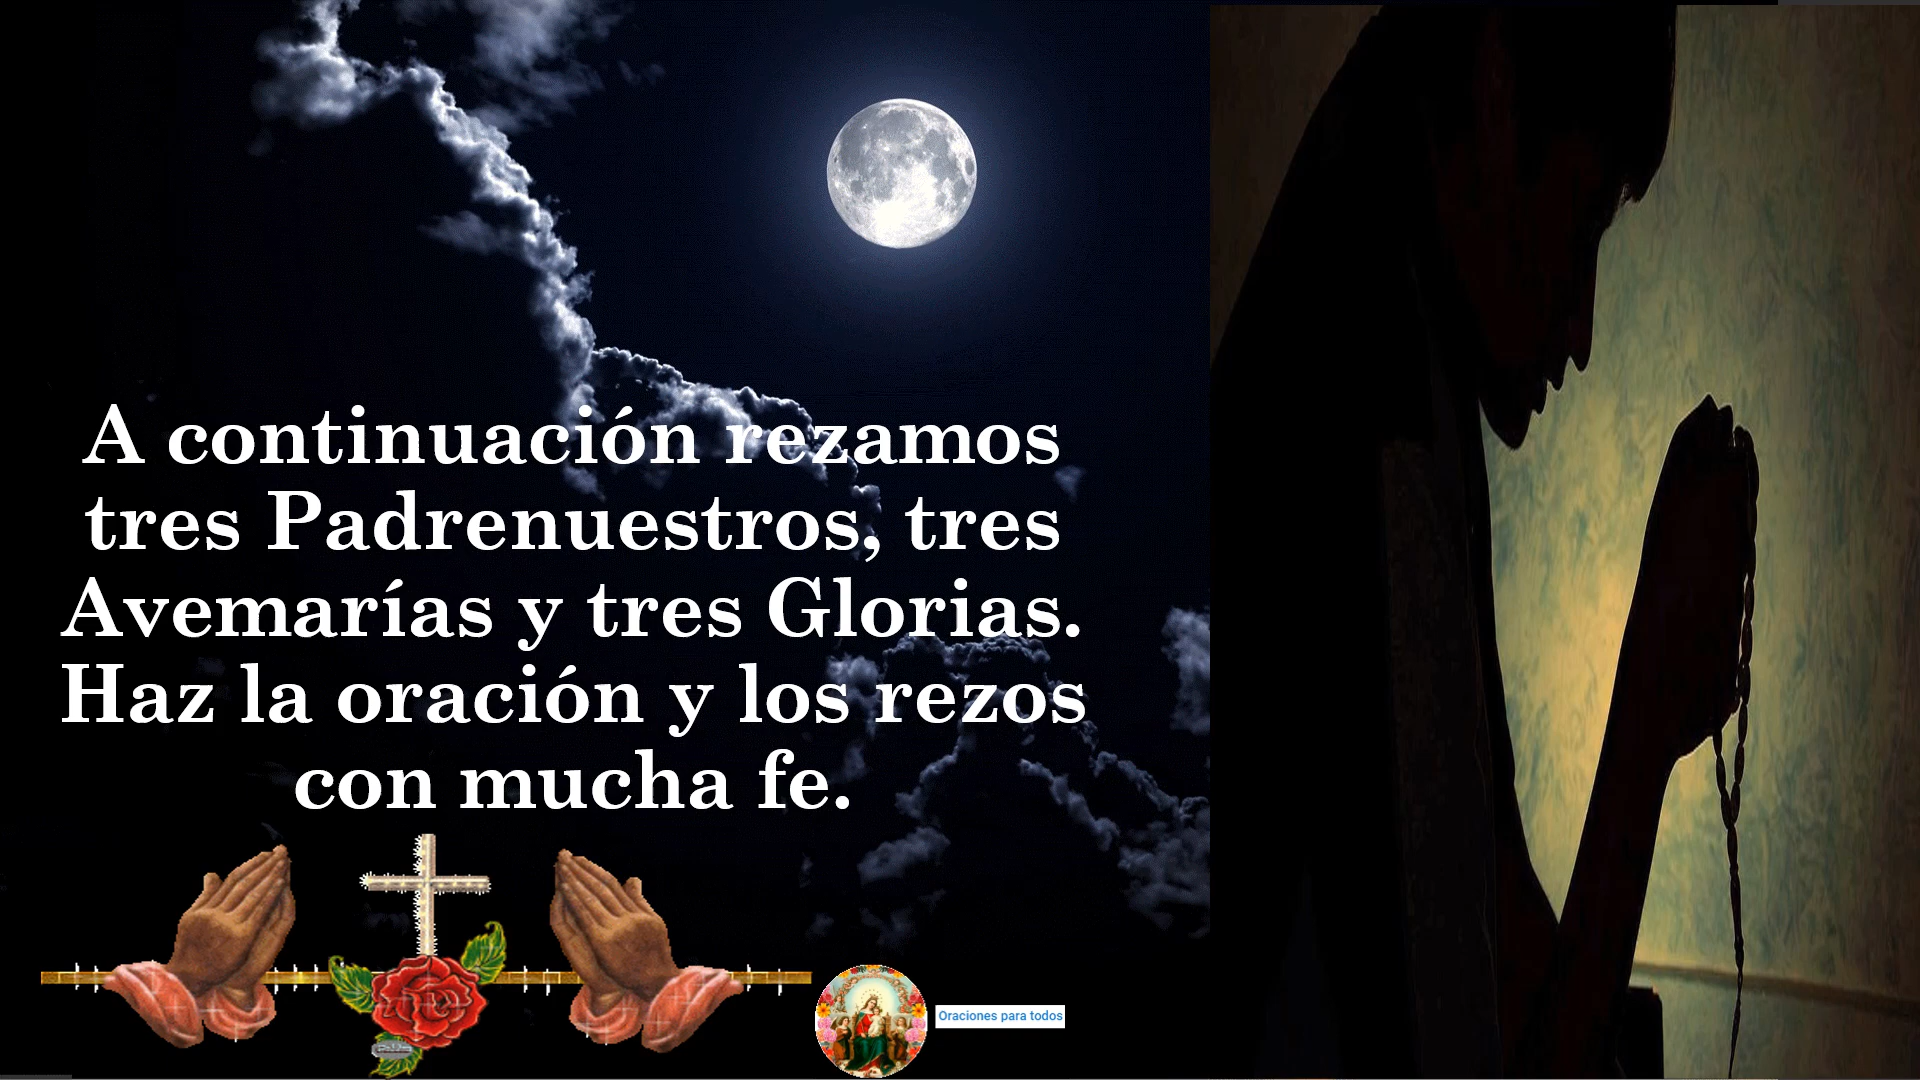 A continuación rezamos
tres Padrenuestros, tres
Avemarías y tres Glorias.
Haz la oración y los rezos
con mucha fe.
Oraciones para todos